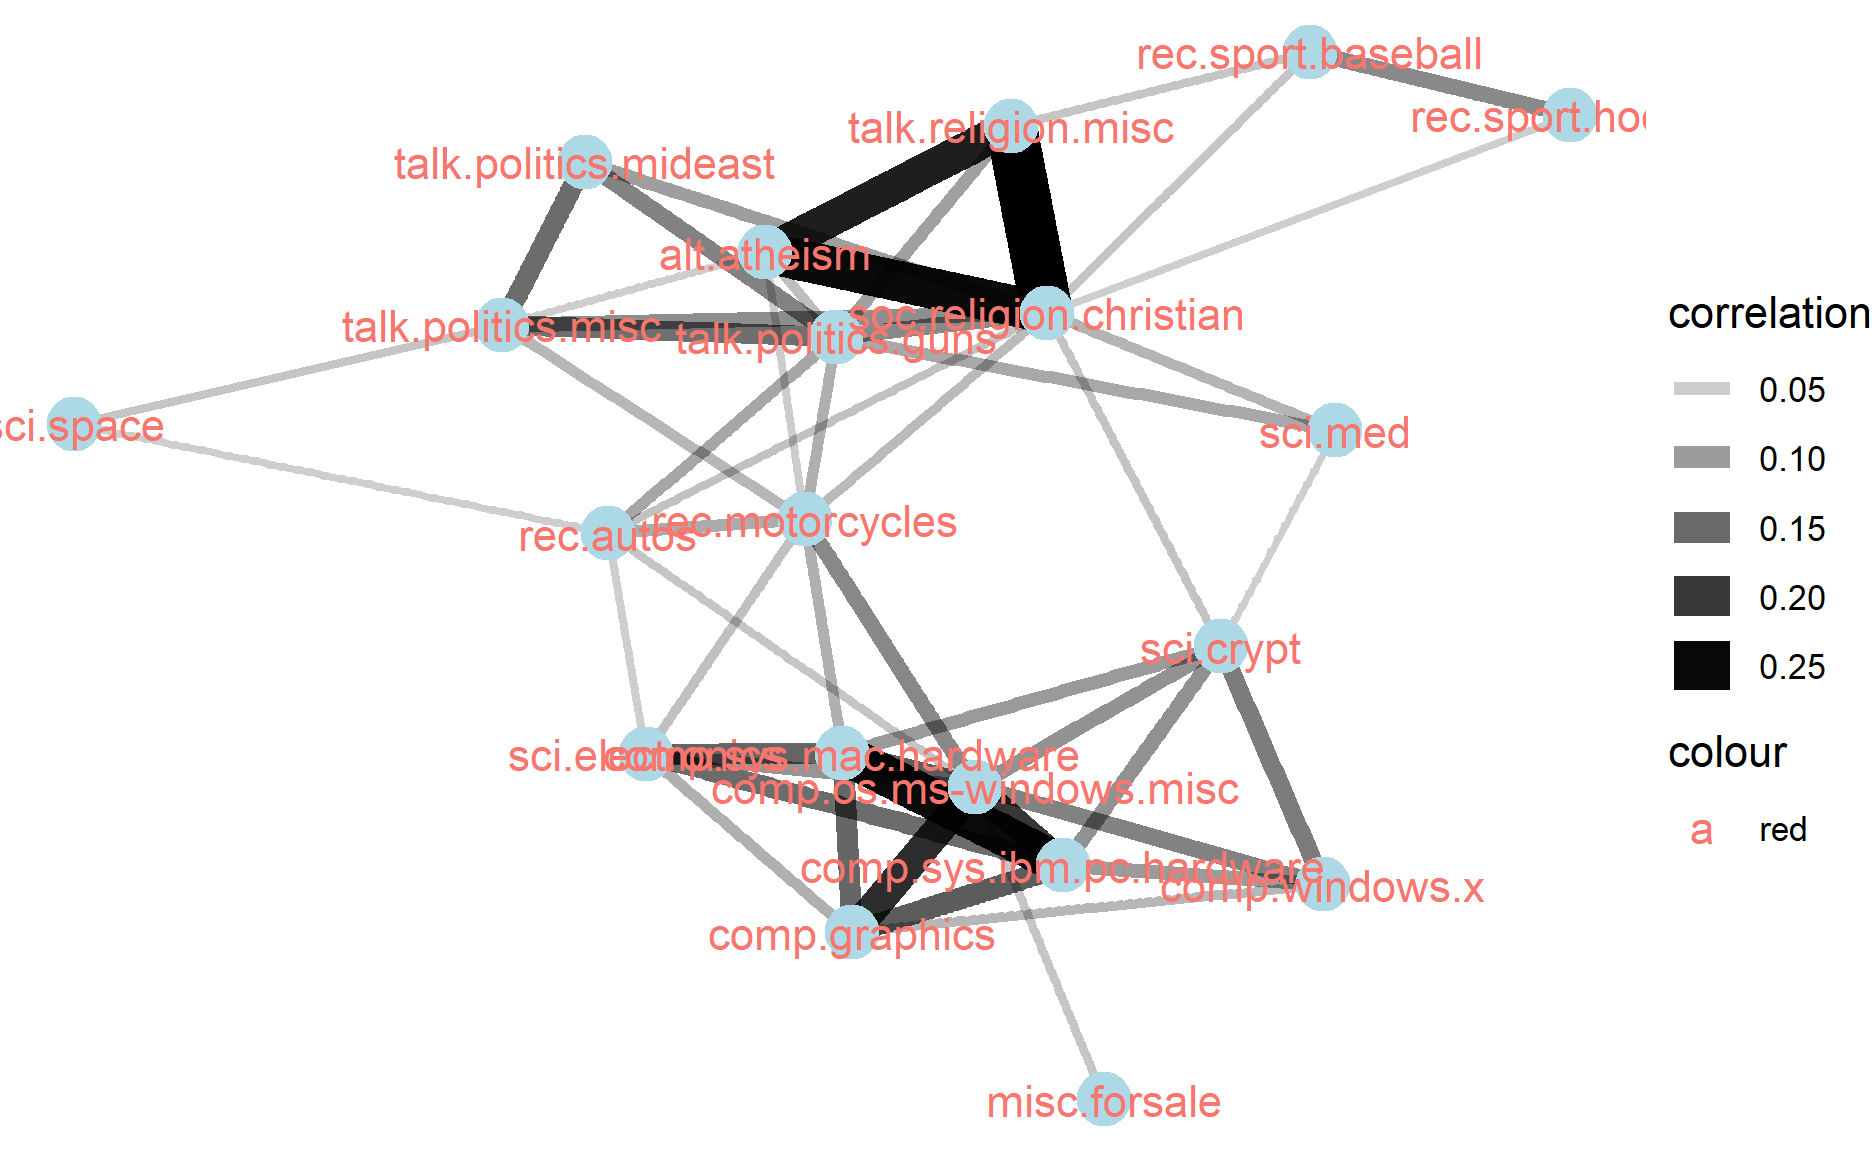 rec.sport.baseball
rec.sport.ho
talk.religion.misc
talk.politics.mideast
alt.atheism
soc.religion.christian
talk.politics.misc
talk.politics.guns
sci.space
sci.med
rec.motorcycles
rec.autos
sci.crypt
sci.electronics
comp.sys.mac.hardware
comp.os.ms-windows.misc
comp.sys.ibm.pc.hardware
comp.windows.x
comp.graphics
misc.forsale
correlation
0.05
0.10
0.15
0.20
0.25
colour
a red